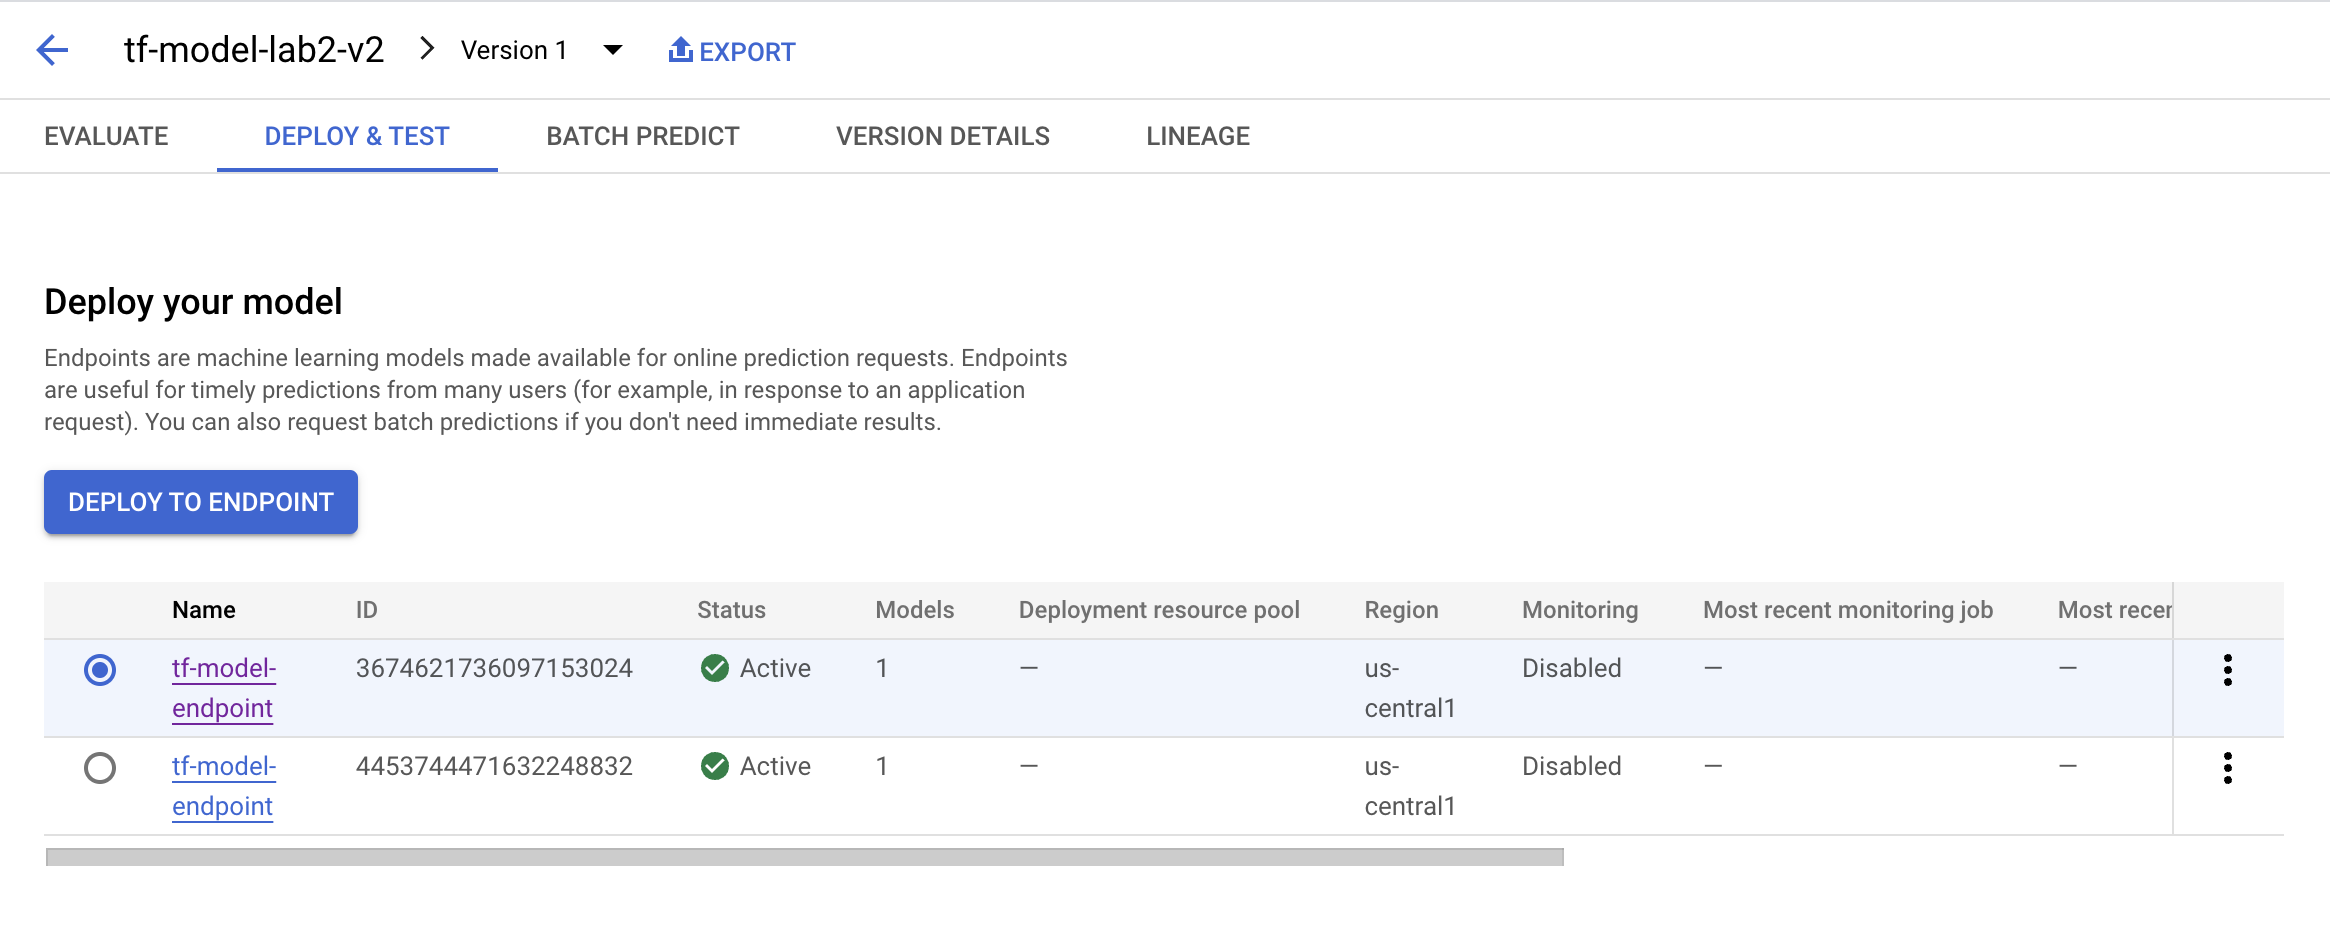 tf-model-lab2-v2 Version 1 EXPORT
EVALUATE DEPLOY & TEST BATCH PREDICT VERSION DETAILS LINEAGE
Deploy your model
Endpoints are machine learning models made available for online prediction requests. Endpoints
are useful for timely predictions from many users (for example, in response to an application
request). You can also request batch predictions if you don't need immediate results.
DEPLOY TO ENDPOINT
Name ID Status Models Deployment resource pool Region Monitoring Most recent monitoring job Most recer
tf-model- 3674621736097153024 Active 1 — us- Disabled — —
endpoint central1
tf-model- 4453744471632248832 Active 1 — us- Disabled — —
endpoint central1